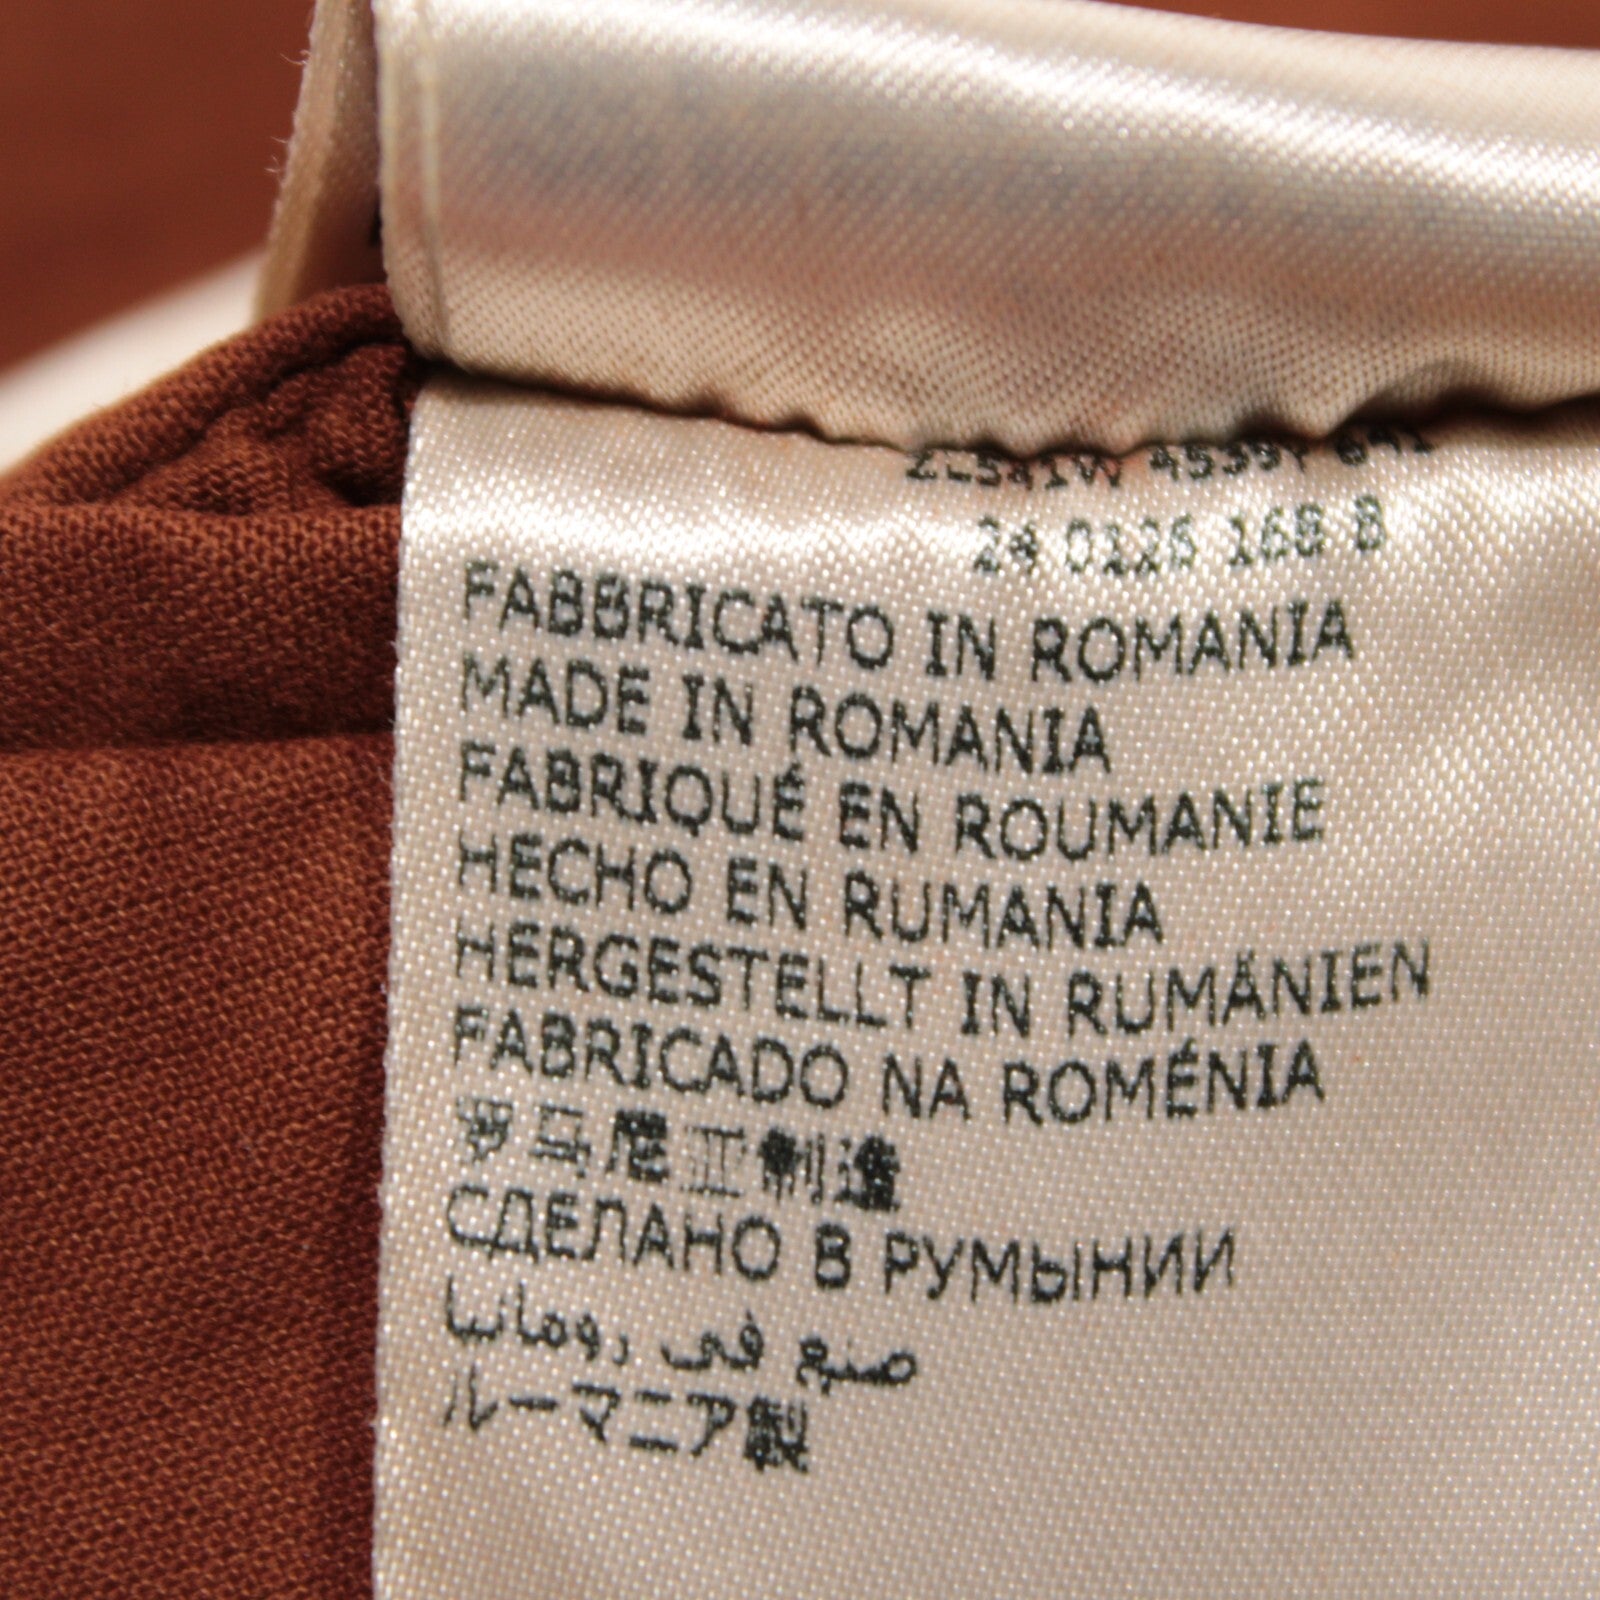 24 0126 168 8
FABBRICATO IN ROMANIA
MADE IN ROMANIA
FABRIQUÉ EN ROUMANIE
HECHO EN RUMANIA
HERGESTELLT IN RUMÄNIEN
FABRICADO NA ROMÉNIA
罗马尼亚制造
СДЕЛАНО В РУМЫНИИ
صنع في رومانيا
ルーマニア製